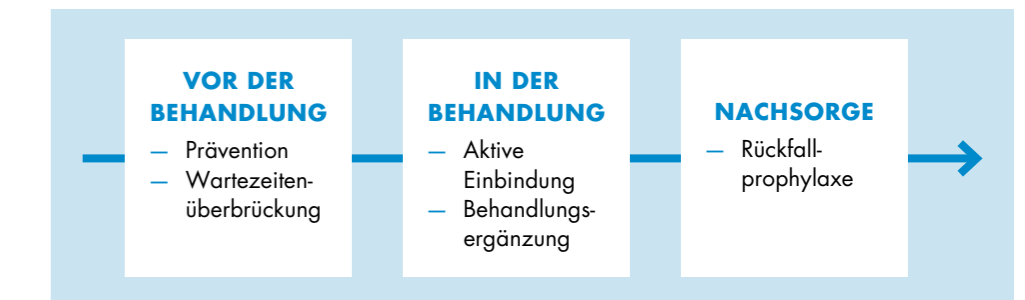 VOR DER
BEHANDLUNG
— Prävention
— Wartezeiten-
überbrückung
IN DER
BEHANDLUNG
— Aktive
Einbindung
— Behandlungs-
ergänzung
NACHSORGE
— Rückfall-
prophylaxe